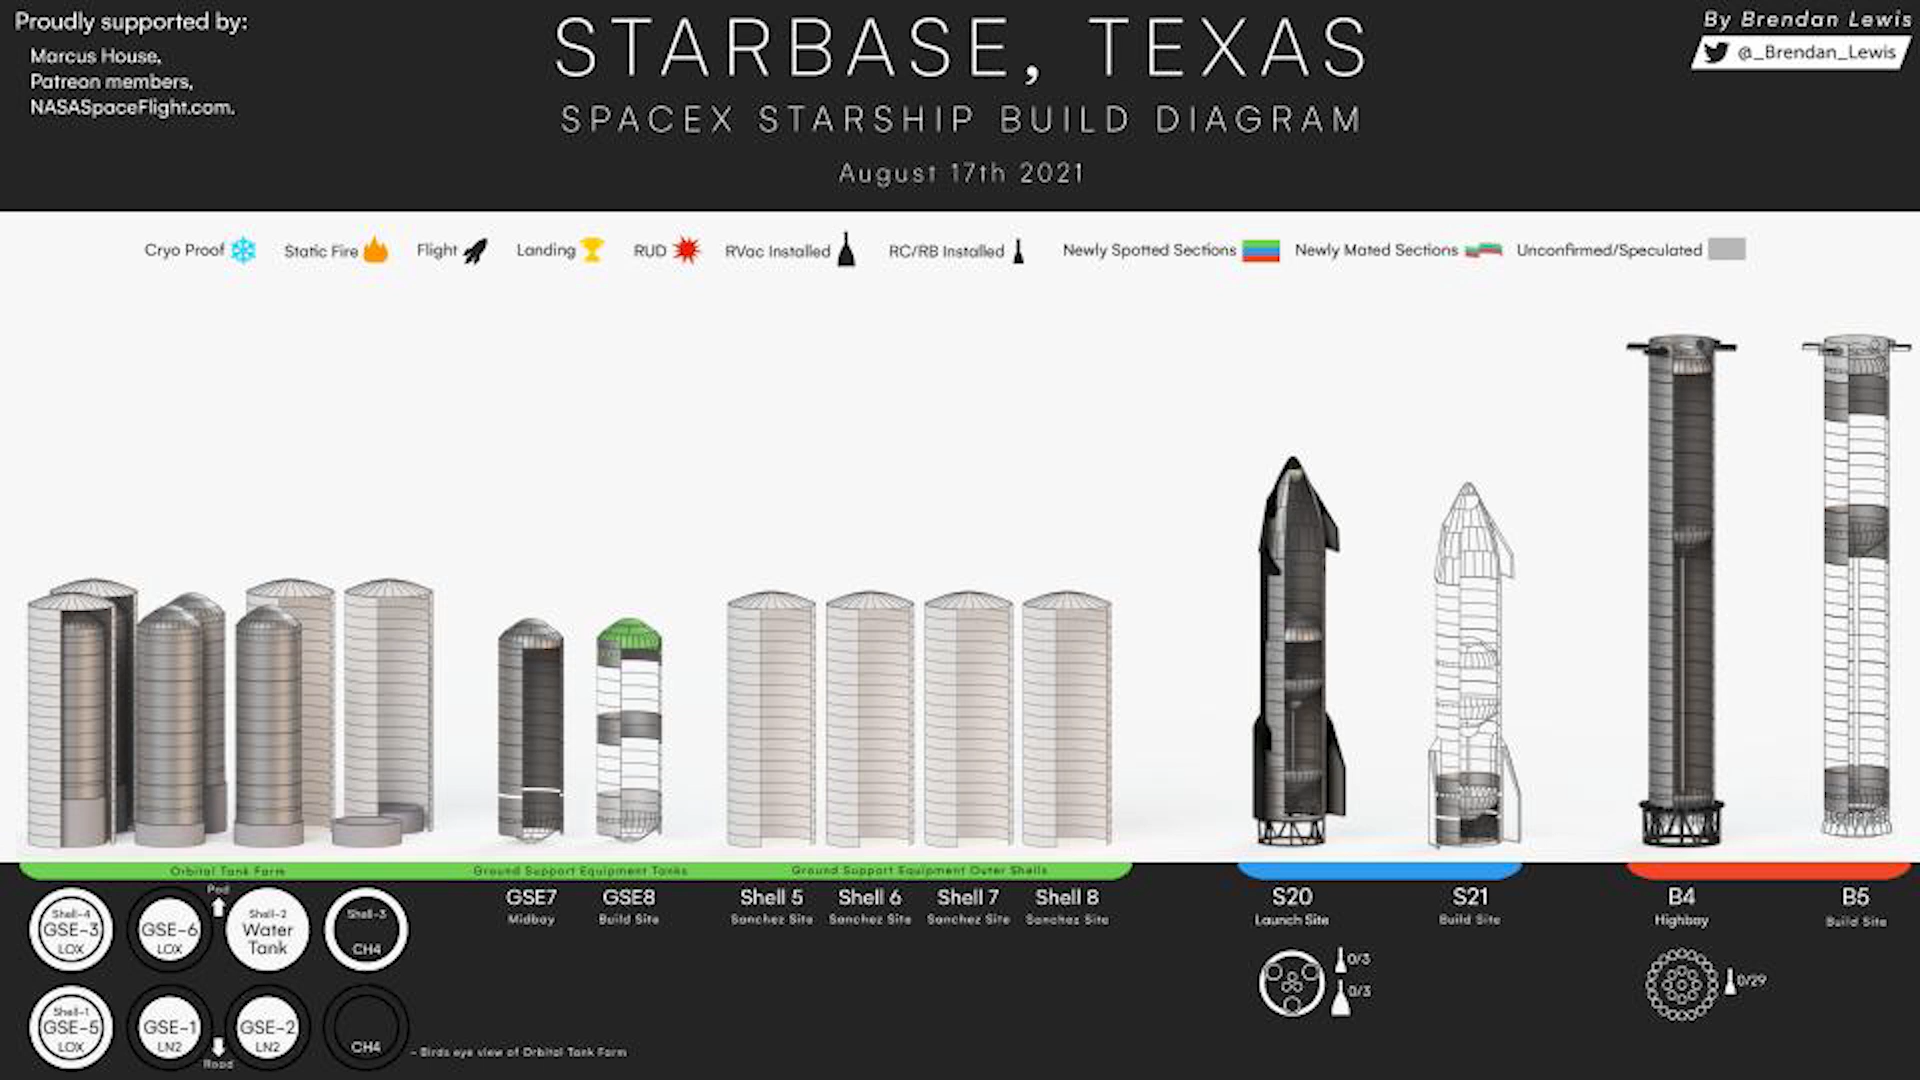 Proudly supported by:
Marcus House,
Patreon members,
NASASpaceFlight.com.
STARBASE, TEXAS
SPACEX STARSHIP BUILD DIAGRAM
August 17th 2021
By Brendan Lewis
@_Brendan_Lewis
Cryo Proof
Static Fire
Flight
Landing
RUD
RVac Installed
RC/RB Installed
Newly Spotted Sections
Newly Mated Sections
Unconfirmed/Speculated
Orbital Tank Farm
Ground Support Equipment Tanks
Ground Support Equipment Outer Shells
GSE7
Midbay
GSE8
Build Site
Shell 5
Sanchez Site
Shell 6
Sanchez Site
Shell 7
Sanchez Site
Shell 8
Sanchez Site
S20
Launch Site
0/3
0/3
S21
Build Site
B4
Highbay
0/29
B5
Build Site
Pad
Shell-4
GSE-3
LOX
GSE-6
LOX
Shell-2
Water
Tank
Shell-3
CH4
Shell-1
GSE-5
LOX
GSE-1
LN2
GSE-2
LN2
CH4
Road
- Birds eye view of Orbital Tank Farm